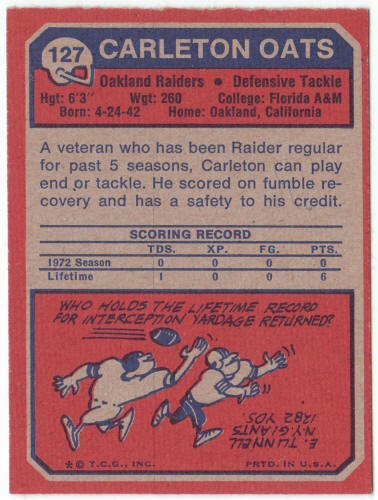 127 CARLETON OATS
Oakland Raiders • Defensive Tackle
Hgt: 6'3" Wgt: 260 College: Florida A&M
Born: 4-24-42 Home: Oakland, California
A veteran who has been Raider regular
for past 5 seasons, Carleton can play
end or tackle. He scored on fumble re-
covery and has a safety to his credit.
SCORING RECORD
TDS. XP. FG. PTS.
1972 Season 0 0 0 0
Lifetime 1 0 0 6
WHO HOLDS THE LIFETIME RECORD
FOR INTERCEPTION YARDAGE RETURNED?
E. TUNNELL
N.Y. GIANTS
1282 YDS.
* © T.C.G., INC. PRTD. IN U.S.A.